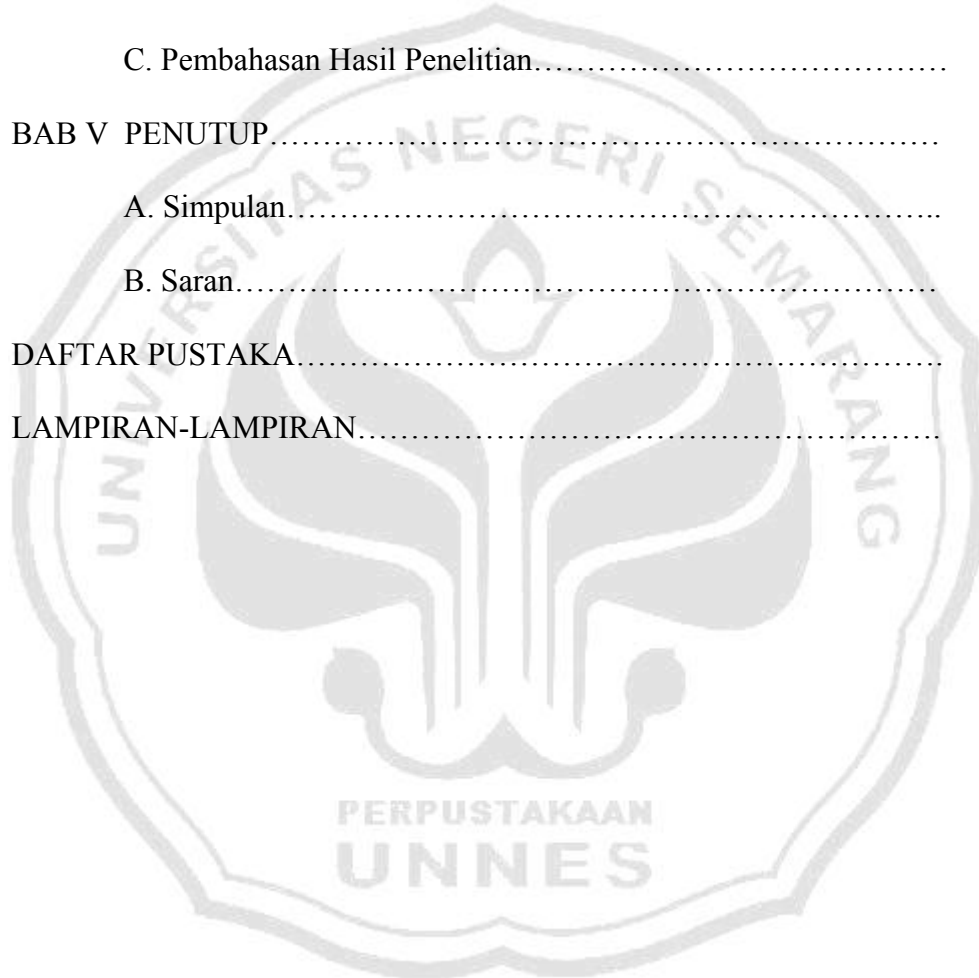 C. Pembahasan Hasil Penelitian…………………………………
BAB V  PENUTUP………………………………………………………
A. Simpulan……………………………………………………..
B. Saran…………………………………………………………
DAFTAR PUSTAKA…………………………………………………….
LAMPIRAN-LAMPIRAN……………………………………………….
UNIVERSITAS NEGERI SEMARANG
PERPUSTAKAAN
UNNES